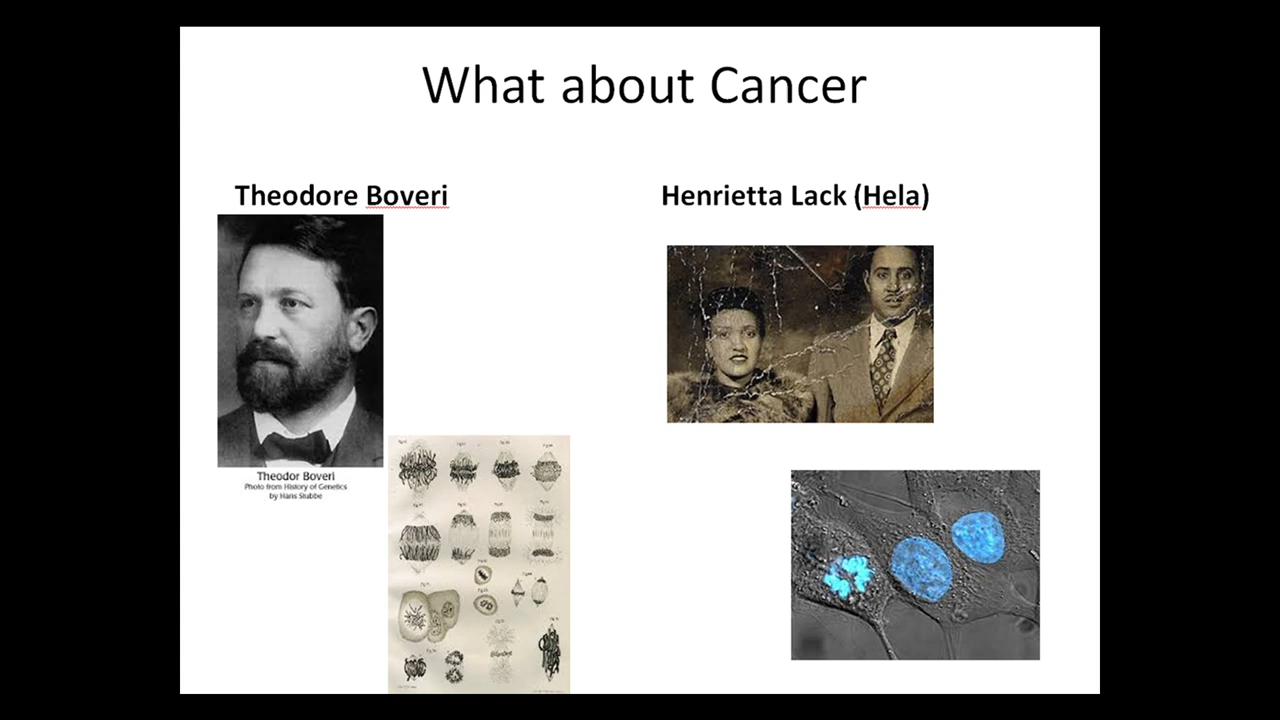 What about Cancer
Theodore Boveri
Henrietta Lack (Hela)
Theodor Boveri
Photo from History of Genetics
by Hans Stubbe